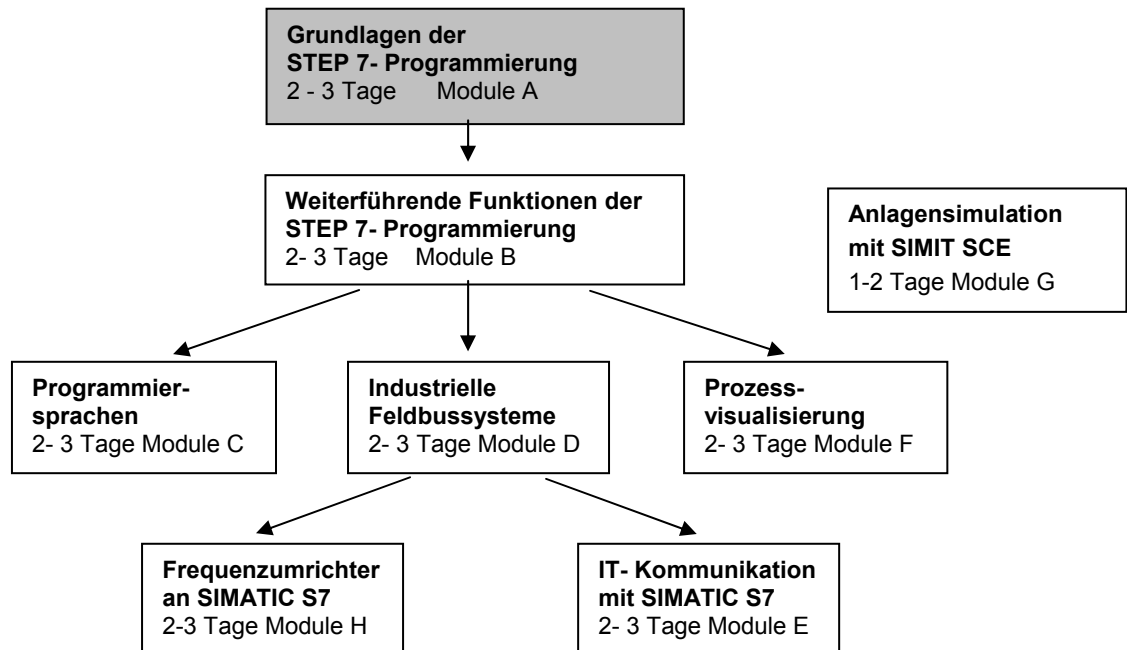 Grundlagen der
STEP 7- Programmierung
2 - 3 Tage Module A
Weiterführende Funktionen der
STEP 7- Programmierung
2- 3 Tage Module B
Anlagensimulation
mit SIMIT SCE
1-2 Tage Module G
Programmier-
sprachen
2- 3 Tage Module C
Industrielle
Feldbussysteme
2- 3 Tage Module D
Prozess-
visualisierung
2- 3 Tage Module F
Frequenzumrichter
an SIMATIC S7
2-3 Tage Module H
IT- Kommunikation
mit SIMATIC S7
2- 3 Tage Module E